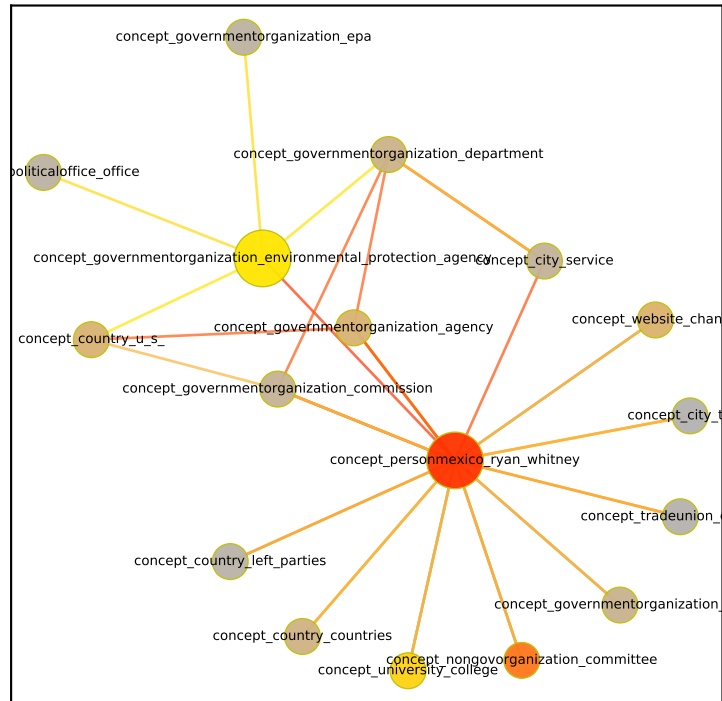 concept_governmentorganization_epa
concept_governmentorganization_department
politicaloffice_office
concept_governmentorganization_environmental_protection_agency
concept_city_service
concept_website_chan
concept_governmentorganization_agency
concept_country_u_s_
concept_governmentorganization_commission
concept_city_t
concept_personmexico_ryan_whitney
concept_tradeunion_
concept_country_left_parties
concept_governmentorganization_
concept_country_countries
concept_nongovorganization_committee
concept_university_college